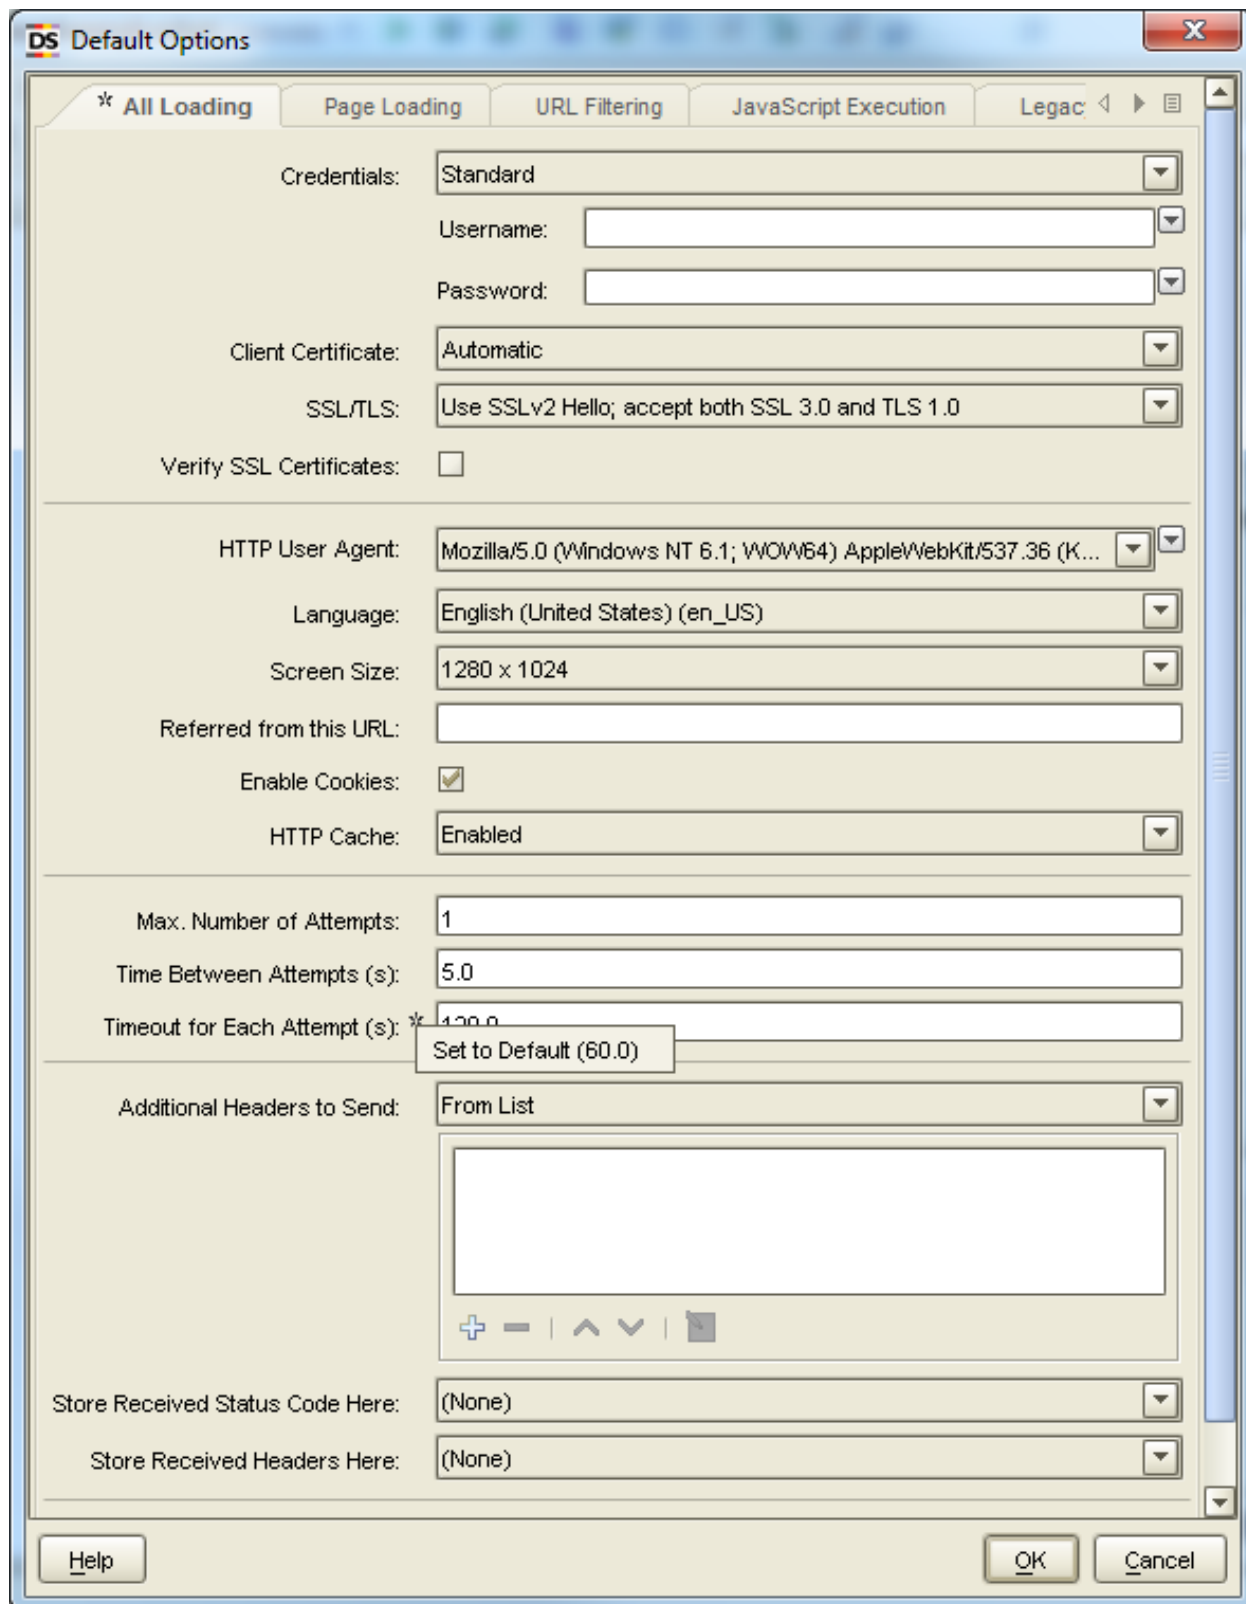 DS Default Options
* All Loading Page Loading URL Filtering JavaScript Execution Legac
Credentials: Standard
Username:
Password:
Client Certificate: Automatic
SSL/TLS: Use SSLv2 Hello; accept both SSL 3.0 and TLS 1.0
Verify SSL Certificates:
HTTP User Agent: Mozilla/5.0 (Windows NT 6.1; WOW64) AppleWebKit/537.36 (K...
Language: English (United States) (en_US)
Screen Size: 1280 x 1024
Referred from this URL:
Enable Cookies:
HTTP Cache: Enabled
Max. Number of Attempts: 1
Time Between Attempts (s): 5.0
Timeout for Each Attempt (s): *
Set to Default (60.0)
Additional Headers to Send: From List
Store Received Status Code Here: (None)
Store Received Headers Here: (None)
Help OK Cancel